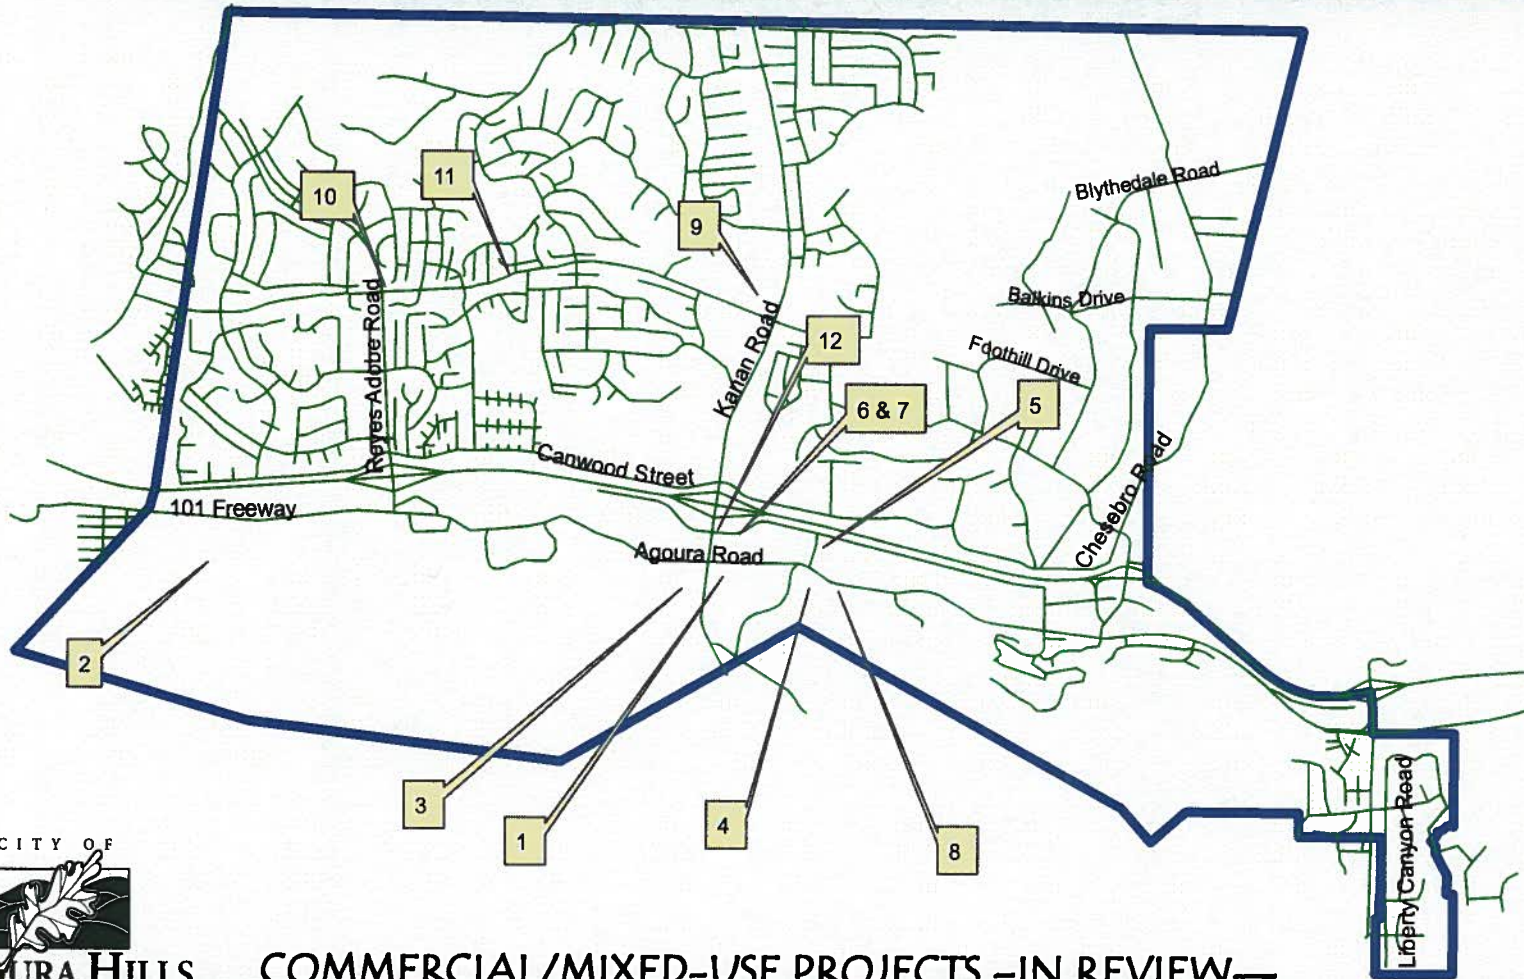 Blythedale Road
11
10
9
Balkins Drive
Reyes Adobe Road
Kanan Road
12
Foothill Drive
6 & 7
5
Canwood Street
Chesebro Road
101 Freeway
Agoura Road
2
3
1
4
8
Liberty Canyon Road
CITY OF
HILLS
COMMERCIAL/MIXED-USE PROJECTS -IN REVIEW—